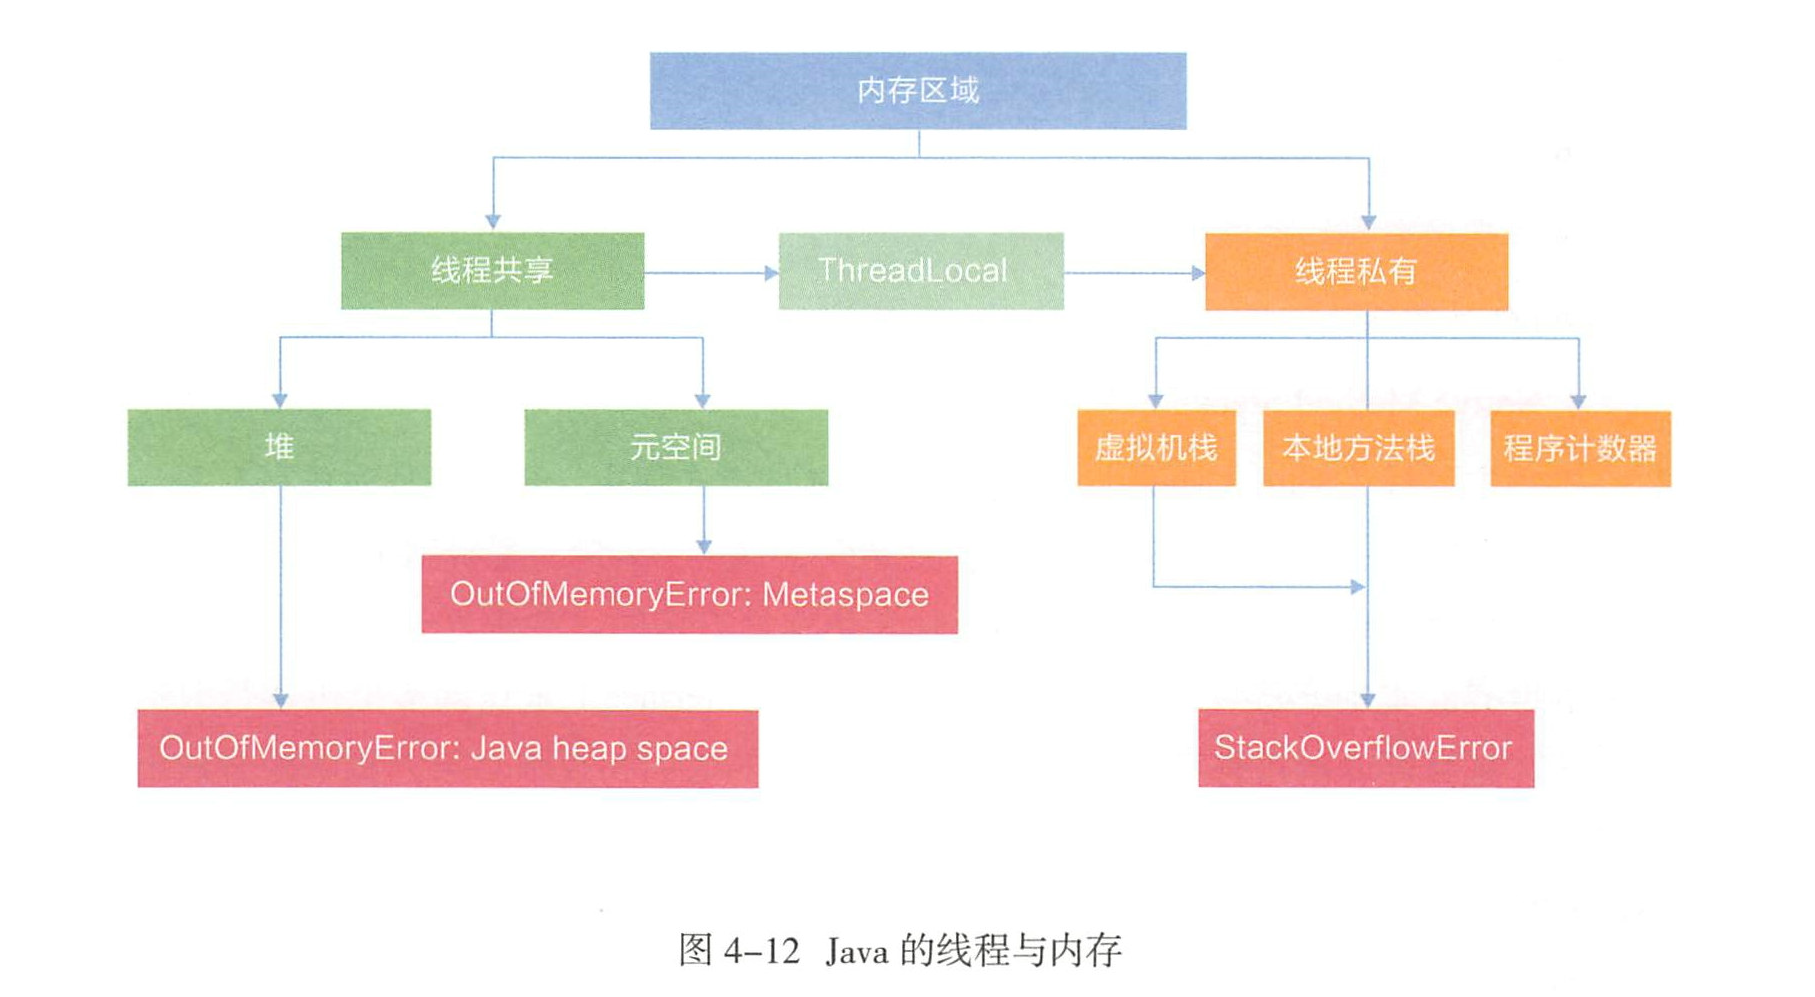 内存区域
线程共享
ThreadLocal
线程私有
堆
元空间
虚拟机栈
本地方法栈
程序计数器
OutOfMemoryError: Metaspace
OutOfMemoryError: Java heap space
StackOverflowError
图 4-12 Java 的线程与内存